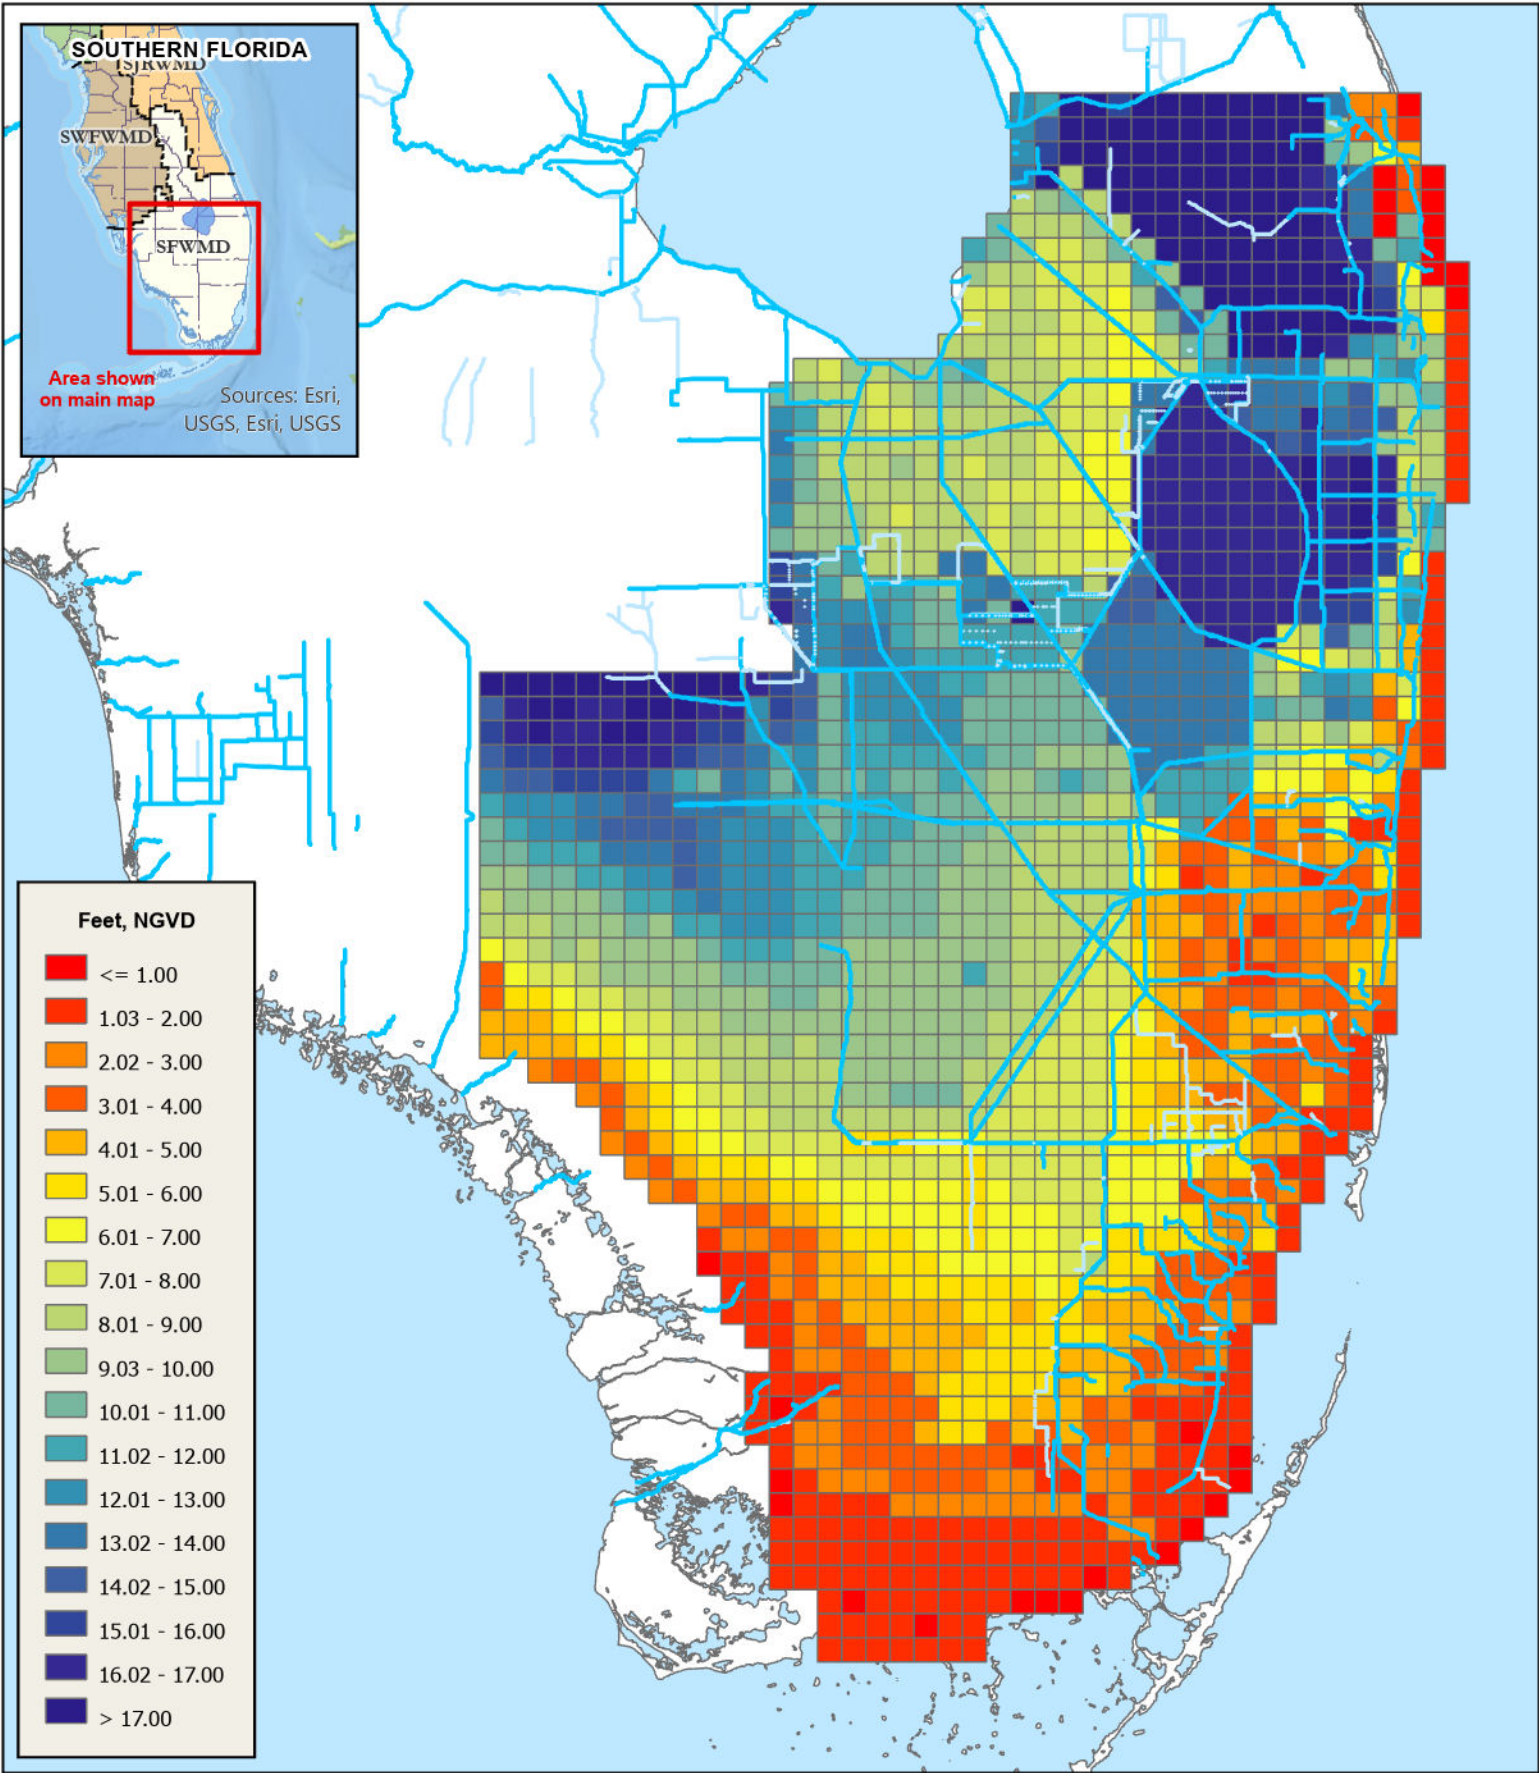 SOUTHERN FLORIDA
SJRWMD
SWFWMD
SFWMD
Area shown
on main map
Sources: Esri,
USGS, Esri, USGS
Feet, NGVD
<= 1.00
1.03 - 2.00
2.02 - 3.00
3.01 - 4.00
4.01 - 5.00
5.01 - 6.00
6.01 - 7.00
7.01 - 8.00
8.01 - 9.00
9.03 - 10.00
10.01 - 11.00
11.02 - 12.00
12.01 - 13.00
13.02 - 14.00
14.02 - 15.00
15.01 - 16.00
16.02 - 17.00
> 17.00